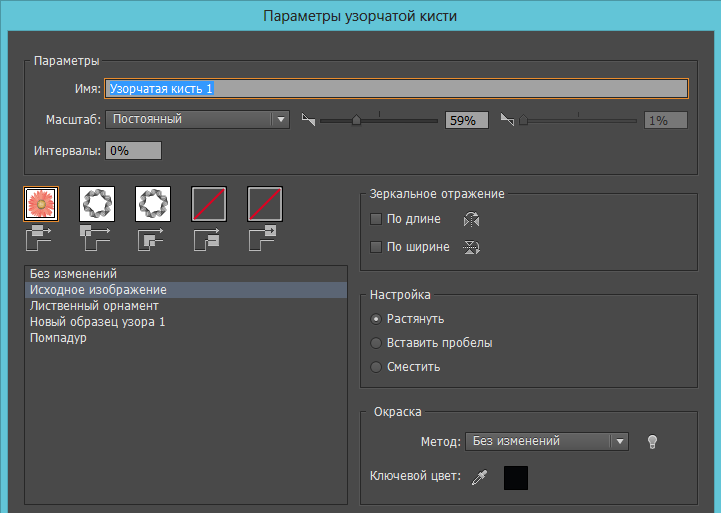 Параметры узорчатой кисти
Параметры
Имя: Узорчатая кисть 1
Масштаб: Постоянный 59% 1%
Интервалы: 0%
Зеркальное отражение
По длине
По ширине
Без изменений
Исходное изображение
Лиственный орнамент
Новый образец узора 1
Помпадур
Настройка
Растянуть
Вставить пробелы
Сместить
Окраска
Метод: Без изменений
Ключевой цвет: